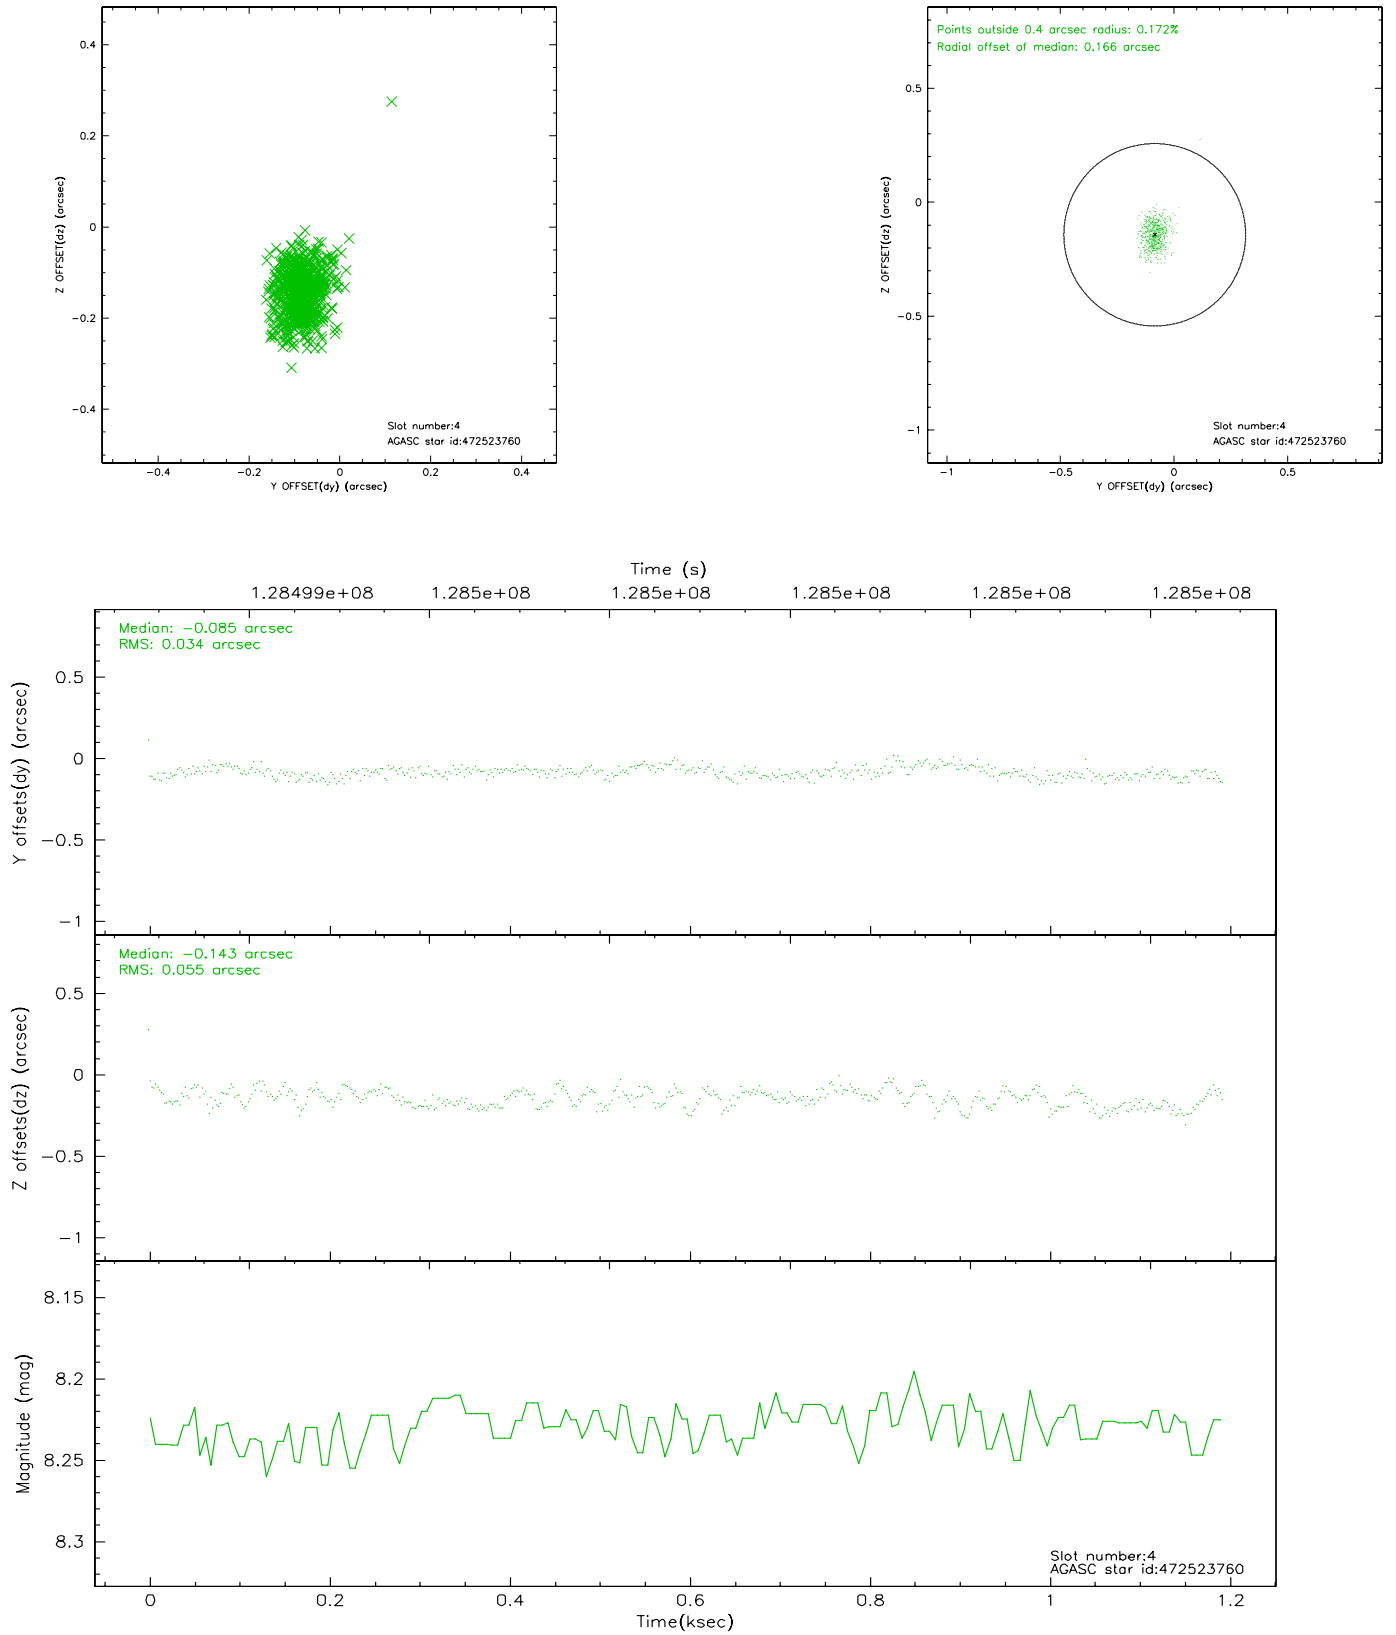 0.4
0.2
0
−0.2
−0.4
Z OFFSET(dz) (arcsec)
Slot number:4
AGASC star id:472523760
−0.4 −0.2 0 0.2 0.4
Y OFFSET(dy) (arcsec)
Points outside 0.4 arcsec radius: 0.172%
Radial offset of median: 0.166 arcsec
0.5
0
−0.5
−1
Z OFFSET(dz) (arcsec)
Slot number:4
AGASC star id:472523760
−1 −0.5 0 0.5
Y OFFSET(dy) (arcsec)
Time (s)
1.28499e+08 1.285e+08 1.285e+08 1.285e+08 1.285e+08 1.285e+08
Median: −0.085 arcsec
RMS: 0.034 arcsec
0.5
0
−0.5
−1
Y offsets(dy) (arcsec)
Median: −0.143 arcsec
RMS: 0.055 arcsec
0.5
0
−0.5
−1
Z offsets(dz) (arcsec)
8.15
8.2
8.25
8.3
Magnitude (mag)
Slot number:4
AGASC star id:472523760
0 0.2 0.4 0.6 0.8 1 1.2
Time(ksec)